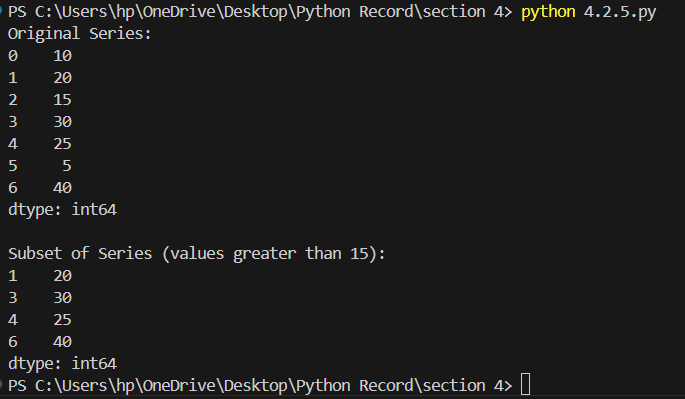 PS C:\Users\hp\OneDrive\Desktop\Python Record\section 4> python 4.2.5.py
Original Series:
0    10
1    20
2    15
3    30
4    25
5     5
6    40
dtype: int64

Subset of Series (values greater than 15):
1    20
3    30
4    25
6    40
dtype: int64
PS C:\Users\hp\OneDrive\Desktop\Python Record\section 4>